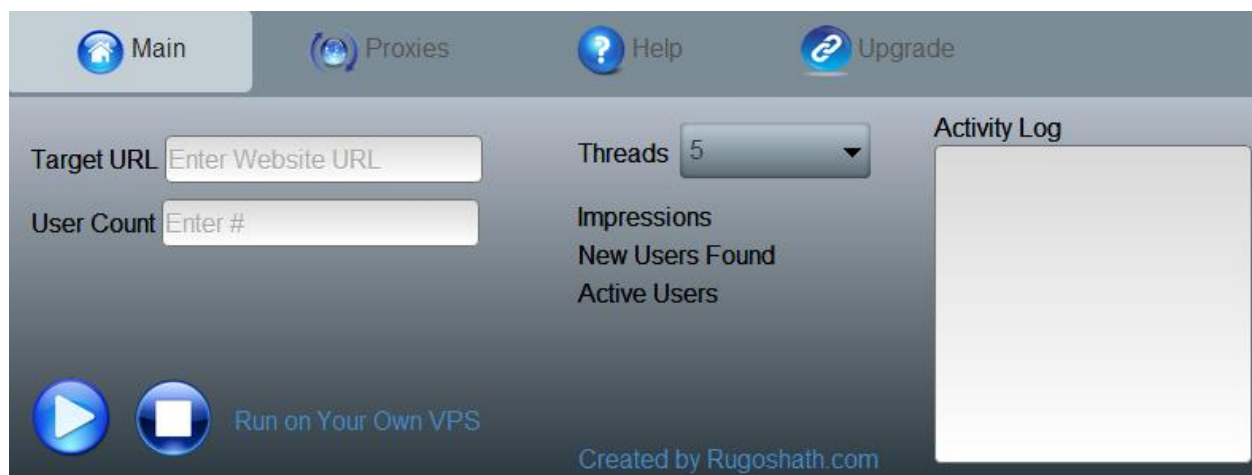 Main
Proxies
Help
Upgrade
Target URL Enter Website URL
User Count Enter #
Threads 5
Impressions
New Users Found
Active Users
Activity Log
Run on Your Own VPS
Created by Rugoshath.com